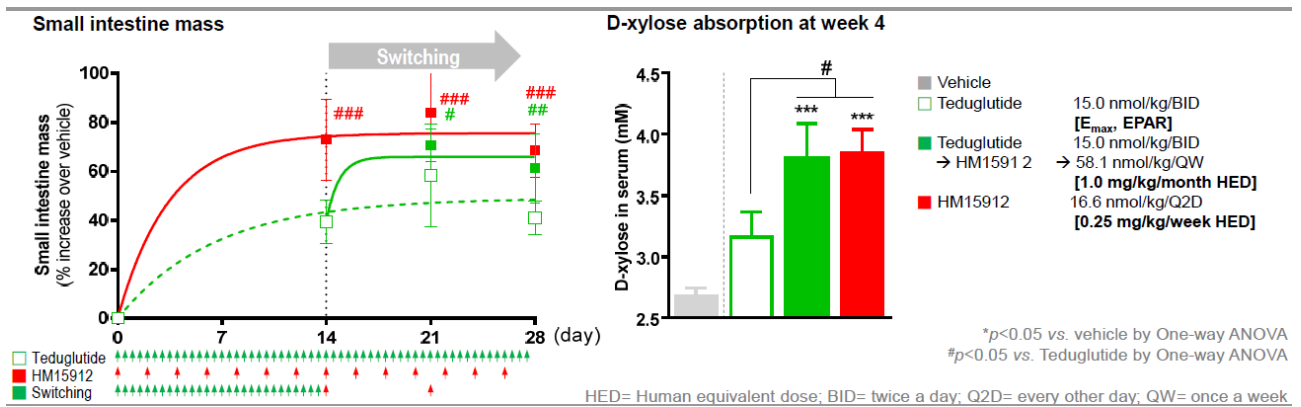 Small intestine mass
Switching
Small intestine mass
(% increase over vehicle)
100
80
60
40
20
0
###
###
#
###
##
0 7 14 21 28 (day)
Teduglutide
HM15912
Switching
D-xylose absorption at week 4
D-xylose in serum (mM)
4.5
4.0
3.5
3.0
2.5
#
***
***
Vehicle
Teduglutide 15.0 nmol/kg/BID
[Emax, EPAR]
Teduglutide 15.0 nmol/kg/BID
→ HM1591 2 → 58.1 nmol/kg/QW
[1.0 mg/kg/month HED]
HM15912 16.6 nmol/kg/Q2D
[0.25 mg/kg/week HED]
*p<0.05 vs. vehicle by One-way ANOVA
#p<0.05 vs. Teduglutide by One-way ANOVA
HED= Human equivalent dose; BID= twice a day; Q2D= every other day; QW= once a week